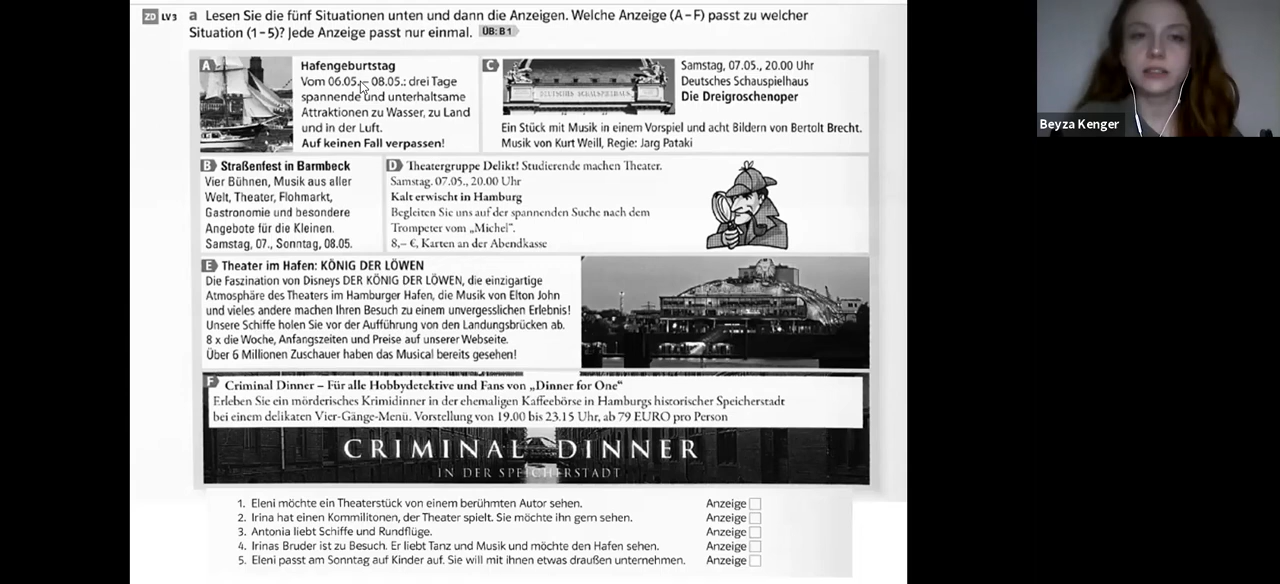 ZD LV3 a Lesen Sie die fünf Situationen unten und dann die Anzeigen. Welche Anzeige (A – F) passt zu welcher
Situation (1 – 5)? Jede Anzeige passt nur einmal. ÜB: B1
A Hafengeburtstag
Vom 06.05. – 08.05.: drei Tage
spannende und unterhaltsame
Attraktionen zu Wasser, zu Land
und in der Luft.
Auf keinen Fall verpassen!
C Samstag, 07.05., 20.00 Uhr
Deutsches Schauspielhaus
Die Dreigroschenoper
DEUTSCHES SCHAUSPIELHAUS
Ein Stück mit Musik in einem Vorspiel und acht Bildern von Bertolt Brecht.
Musik von Kurt Weill, Regie: Jarg Pataki
B Straßenfest in Barmbeck
Vier Bühnen, Musik aus aller
Welt, Theater, Flohmarkt,
Gastronomie und besondere
Angebote für die Kleinen.
Samstag, 07., Sonntag, 08.05.
D Theatergruppe Delikt! Studierende machen Theater.
Samstag. 07.05., 20.00 Uhr
Kalt erwischt in Hamburg
Begleiten Sie uns auf der spannenden Suche nach dem
Trompeter vom „Michel“.
8,– €, Karten an der Abendkasse
E Theater im Hafen: KÖNIG DER LÖWEN
Die Faszination von Disneys DER KÖNIG DER LÖWEN, die einzigartige
Atmosphäre des Theaters im Hamburger Hafen, die Musik von Elton John
und vieles andere machen Ihren Besuch zu einem unvergesslichen Erlebnis!
Unsere Schiffe holen Sie vor der Aufführung von den Landungsbrücken ab.
8 x die Woche, Anfangszeiten und Preise auf unserer Webseite.
Über 6 Millionen Zuschauer haben das Musical bereits gesehen!
F Criminal Dinner – Für alle Hobbydetektive und Fans von „Dinner for One“
Erleben Sie ein mörderisches Krimidinner in der ehemaligen Kaffeebörse in Hamburgs historischer Speicherstadt
bei einem delikaten Vier-Gänge-Menü. Vorstellung von 19.00 bis 23.15 Uhr, ab 79 EURO pro Person
CRIMINAL DINNER
IN DER SPEICHERSTADT
1. Eleni möchte ein Theaterstück von einem berühmten Autor sehen. Anzeige
2. Irina hat einen Kommilitonen, der Theater spielt. Sie möchte ihn gern sehen. Anzeige
3. Antonia liebt Schiffe und Rundflüge. Anzeige
4. Irinas Bruder ist zu Besuch. Er liebt Tanz und Musik und möchte den Hafen sehen. Anzeige
5. Eleni passt am Sonntag auf Kinder auf. Sie will mit ihnen etwas draußen unternehmen. Anzeige
Beyza Kenger